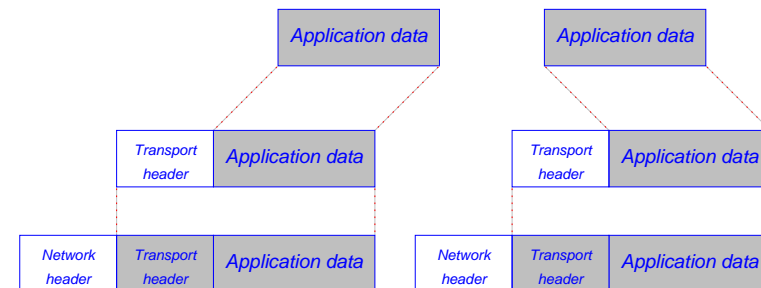 Application data
Application data
Transport
header
Application data
Transport
header
Application data
Network
header
Transport
header
Application data
Network
header
Transport
header
Application data